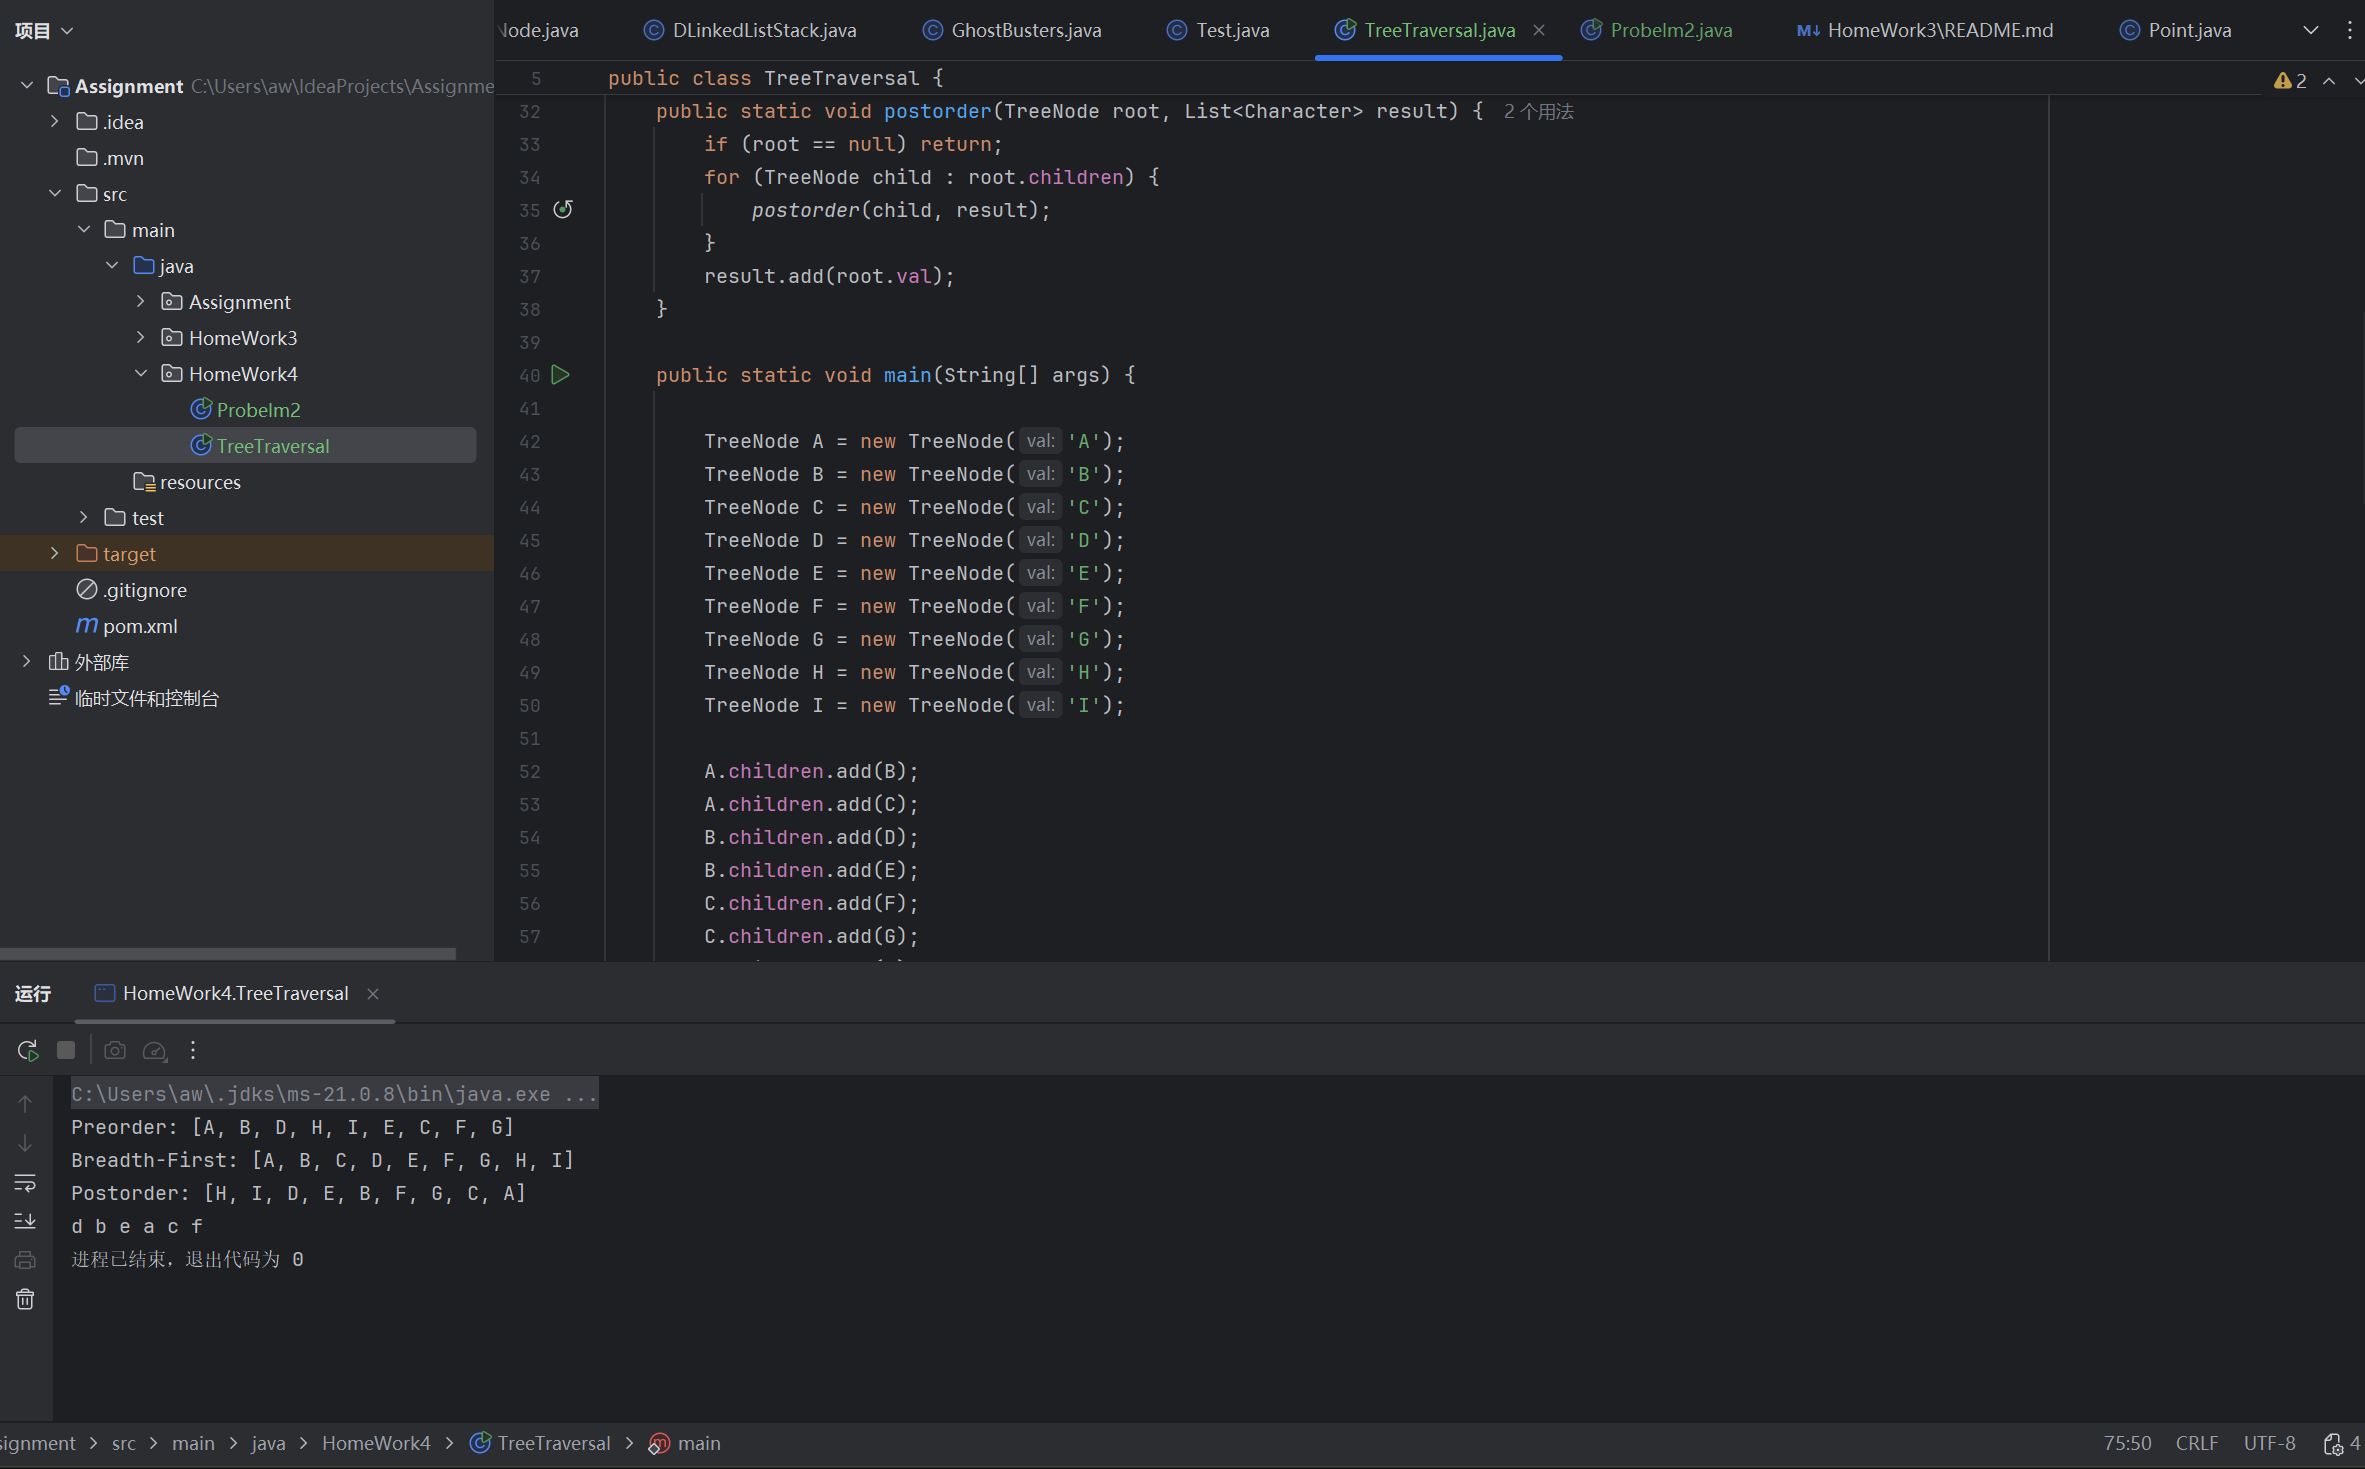 项目
Node.java
DLinkedListStack.java
GhostBusters.java
Test.java
TreeTraversal.java
Probelm2.java
M↓ HomeWork3\README.md
Point.java
Assignment C:\Users\aw\IdeaProjects\Assignme
.idea
.mvn
src
main
java
Assignment
HomeWork3
HomeWork4
Probelm2
TreeTraversal
resources
test
target
.gitignore
m pom.xml
外部库
临时文件和控制台
5 public class TreeTraversal {
2
32 public static void postorder(TreeNode root, List<Character> result) { 2 个用法
33 if (root == null) return;
34 for (TreeNode child : root.children) {
35 postorder(child, result);
36 }
37 result.add(root.val);
38 }
39
40 public static void main(String[] args) {
41
42 TreeNode A = new TreeNode( val: 'A');
43 TreeNode B = new TreeNode( val: 'B');
44 TreeNode C = new TreeNode( val: 'C');
45 TreeNode D = new TreeNode( val: 'D');
46 TreeNode E = new TreeNode( val: 'E');
47 TreeNode F = new TreeNode( val: 'F');
48 TreeNode G = new TreeNode( val: 'G');
49 TreeNode H = new TreeNode( val: 'H');
50 TreeNode I = new TreeNode( val: 'I');
51
52 A.children.add(B);
53 A.children.add(C);
54 B.children.add(D);
55 B.children.add(E);
56 C.children.add(F);
57 C.children.add(G);
运行 HomeWork4.TreeTraversal
C:\Users\aw\.jdks\ms-21.0.8\bin\java.exe ...
Preorder: [A, B, D, H, I, E, C, F, G]
Breadth-First: [A, B, C, D, E, F, G, H, I]
Postorder: [H, I, D, E, B, F, G, C, A]
d b e a c f
进程已结束，退出代码为 0
signment > src > main > java > HomeWork4 > TreeTraversal > main
75:50 CRLF UTF-8 4